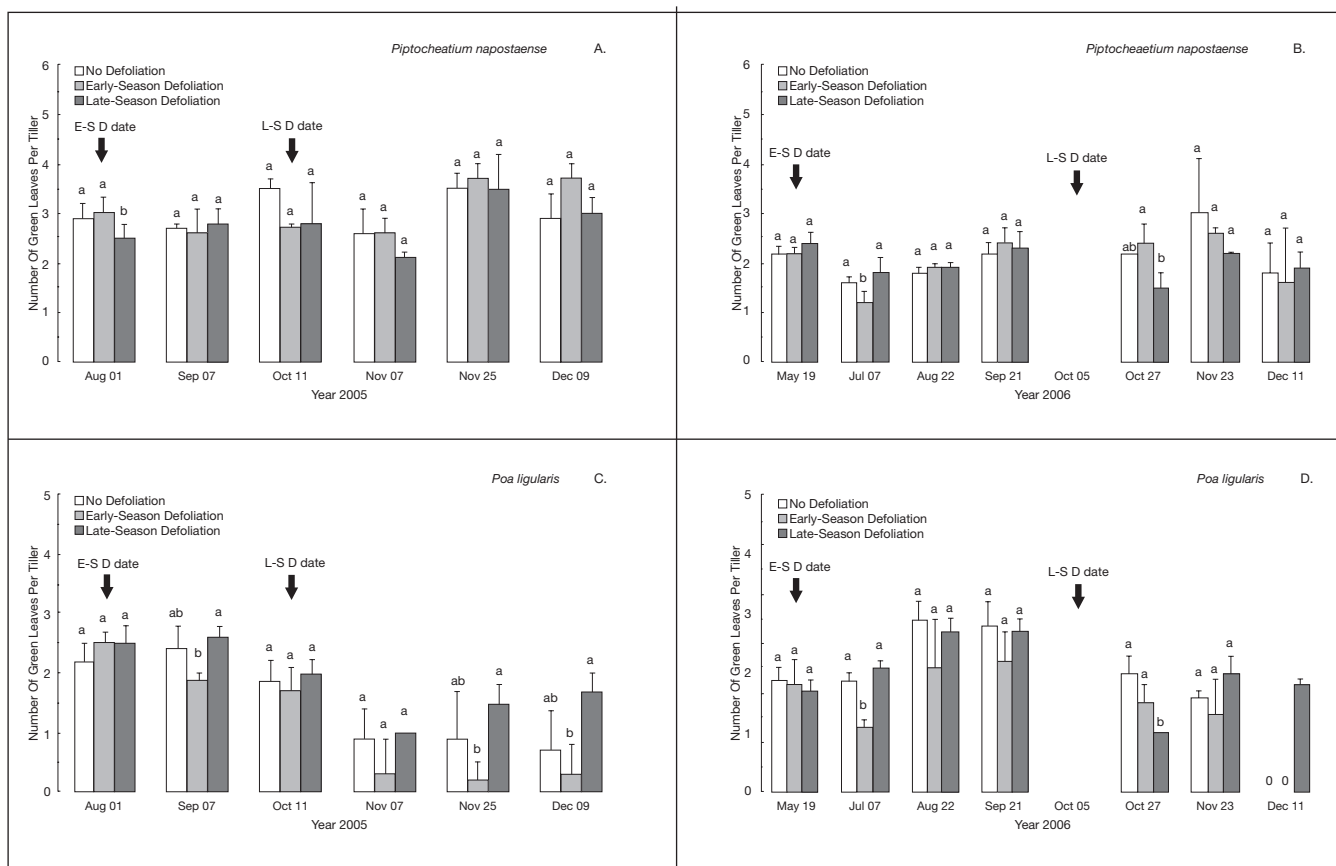 Piptocheatium napostaense A.
6
5
4
3
2
1
0
Number Of Green Leaves Per Tiller
No Defoliation
Early-Season Defoliation
Late-Season Defoliation
E-S D date
L-S D date
a a b
a a a
a a a
a a a
a a a
a a a
Aug 01 Sep 07 Oct 11 Nov 07 Nov 25 Dec 09
Year 2005
Piptochaetium napostaense B.
6
5
4
3
2
1
0
Number Of Green Leaves Per Tiller
No Defoliation
Early-Season Defoliation
Late-Season Defoliation
E-S D date
L-S D date
a a a
a b a
a a a
a a a
ab a b
a a a
a a a
May 19 Jul 07 Aug 22 Sep 21 Oct 05 Oct 27 Nov 23 Dec 11
Year 2006
Poa ligularis C.
5
4
3
2
1
0
Number Of Green Leaves Per Tiller
No Defoliation
Early-Season Defoliation
Late-Season Defoliation
E-S D date
L-S D date
a a a
ab b a
a a a
a a a
ab b a
ab b a
Aug 01 Sep 07 Oct 11 Nov 07 Nov 25 Dec 09
Year 2005
Poa ligularis D.
5
4
3
2
1
0
Number Of Green Leaves Per Tiller
No Defoliation
Early-Season Defoliation
Late-Season Defoliation
E-S D date
L-S D date
a a a
a b a
a a a
a a a
a a b
a a a
0 0
May 19 Jul 07 Aug 22 Sep 21 Oct 05 Oct 27 Nov 23 Dec 11
Year 2006